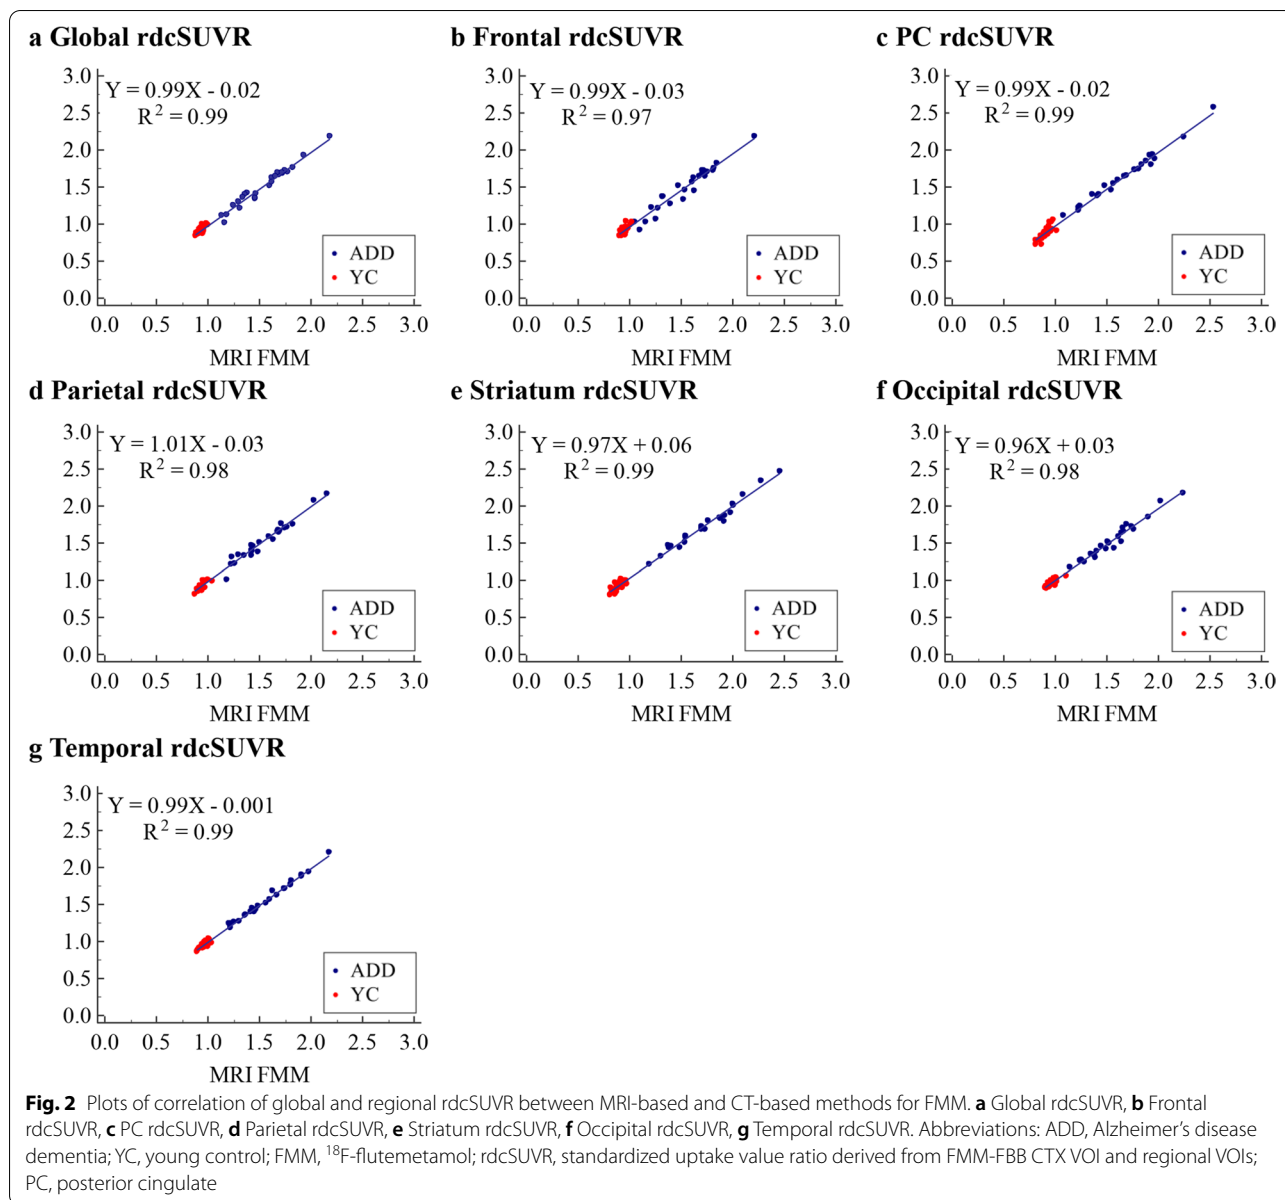 a Global rdcSUVR
3.0
2.5
2.0
1.5
1.0
0.5
0.0
Y = 0.99X - 0.02
R² = 0.99
ADD
YC
0.0 0.5 1.0 1.5 2.0 2.5 3.0
MRI FMM
b Frontal rdcSUVR
3.0
2.5
2.0
1.5
1.0
0.5
0.0
Y = 0.99X - 0.03
R² = 0.97
ADD
YC
0.0 0.5 1.0 1.5 2.0 2.5 3.0
MRI FMM
c PC rdcSUVR
3.0
2.5
2.0
1.5
1.0
0.5
0.0
Y = 0.99X - 0.02
R² = 0.99
ADD
YC
0.0 0.5 1.0 1.5 2.0 2.5 3.0
MRI FMM
d Parietal rdcSUVR
3.0
2.5
2.0
1.5
1.0
0.5
0.0
Y = 1.01X - 0.03
R² = 0.98
ADD
YC
0.0 0.5 1.0 1.5 2.0 2.5 3.0
MRI FMM
e Striatum rdcSUVR
3.0
2.5
2.0
1.5
1.0
0.5
0.0
Y = 0.97X + 0.06
R² = 0.99
ADD
YC
0.0 0.5 1.0 1.5 2.0 2.5 3.0
MRI FMM
f Occipital rdcSUVR
3.0
2.5
2.0
1.5
1.0
0.5
0.0
Y = 0.96X + 0.03
R² = 0.98
ADD
YC
0.0 0.5 1.0 1.5 2.0 2.5 3.0
MRI FMM
g Temporal rdcSUVR
3.0
2.5
2.0
1.5
1.0
0.5
0.0
Y = 0.99X - 0.001
R² = 0.99
ADD
YC
0.0 0.5 1.0 1.5 2.0 2.5 3.0
MRI FMM
Fig. 2 Plots of correlation of global and regional rdcSUVR between MRI-based and CT-based methods for FMM. a Global rdcSUVR, b Frontal
rdcSUVR, c PC rdcSUVR, d Parietal rdcSUVR, e Striatum rdcSUVR, f Occipital rdcSUVR, g Temporal rdcSUVR. Abbreviations: ADD, Alzheimer's disease
dementia; YC, young control; FMM, ¹⁸F-flutemetamol; rdcSUVR, standardized uptake value ratio derived from FMM-FBB CTX VOI and regional VOIs;
PC, posterior cingulate